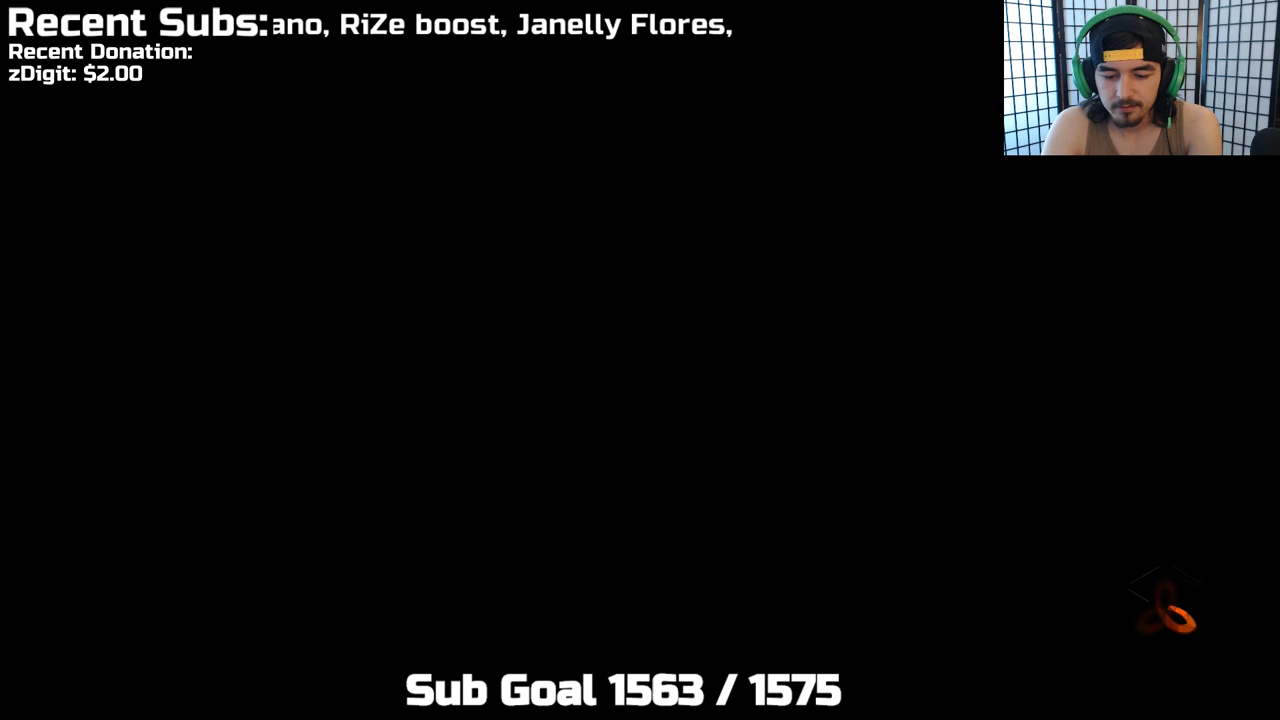 Recent Subs: ano, RiZe boost, Janelly Flores,
Recent Donation:
zDigit: $2.00
Sub Goal 1563 / 1575